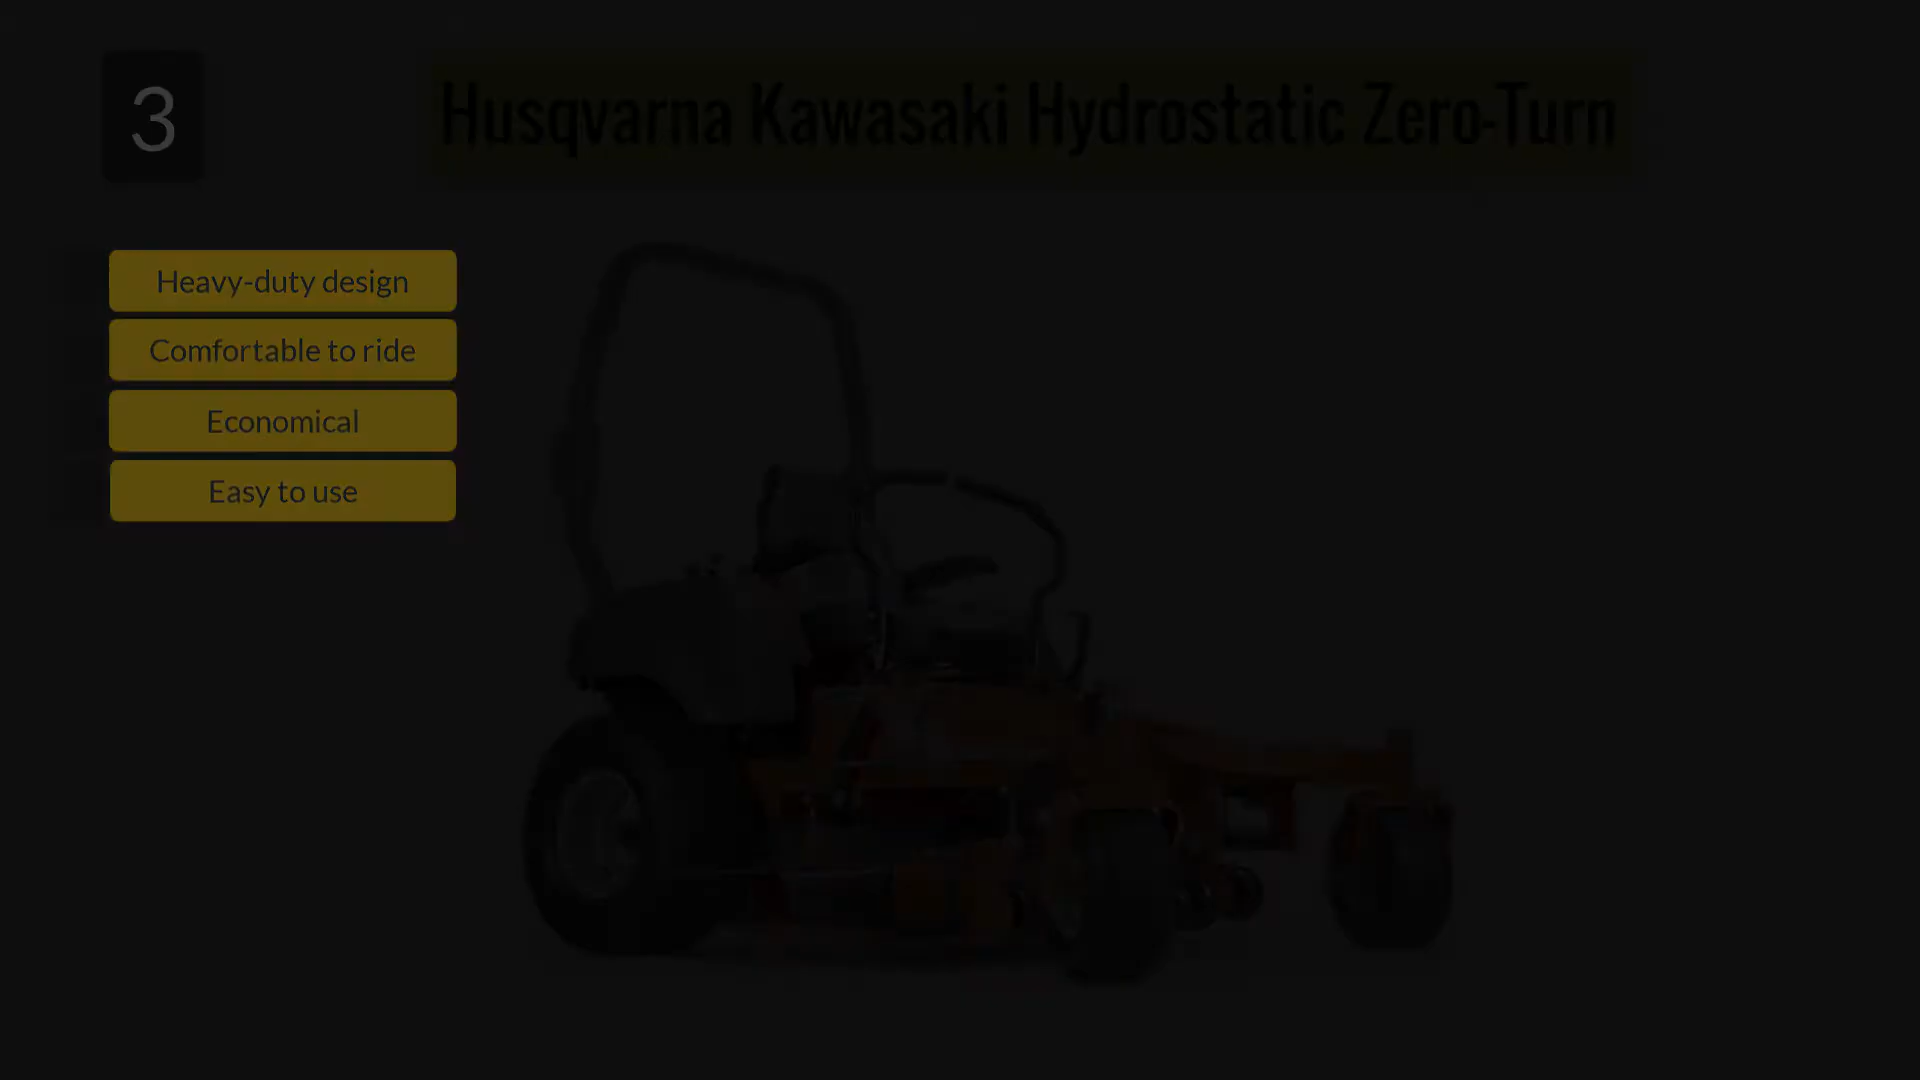 3
Husqvarna Kawasaki Hydrostatic Zero-Turn
Heavy-duty design
Comfortable to ride
Economical
Easy to use